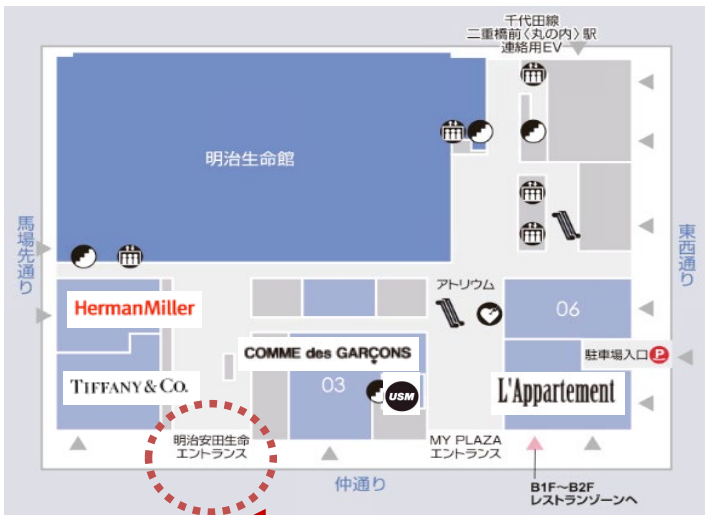 千代田線
二重橋前〈丸の内〉駅
連絡用EV
明治生命館
馬場先通り
東西通り
アトリウム
HermanMiller
06
COMME des GARÇONS
駐車場入口 P
TIFFANY & CO.
03
USM
L'Appartement
明治安田生命
エントランス
MY PLAZA
エントランス
仲通り
B1F〜B2F
レストランゾーンへ